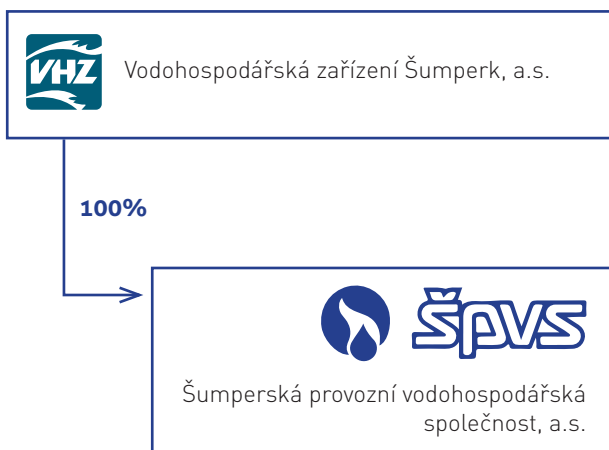 VHZ
Vodohospodářská zařízení Šumperk, a.s.
100%
špvs
Šumperská provozní vodohospodářská
společnost, a.s.